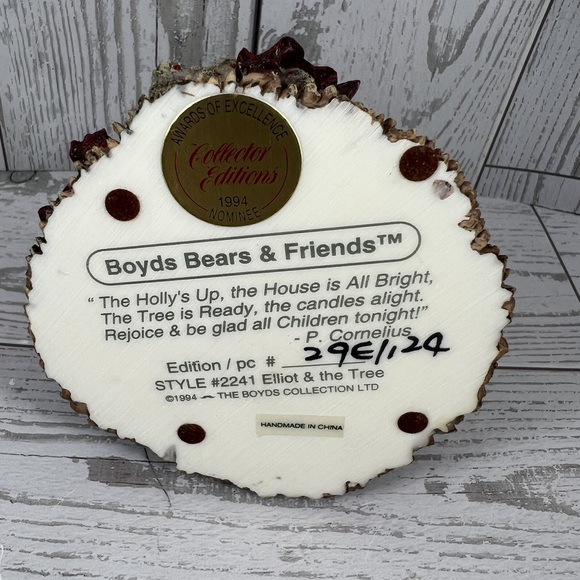 AWARDS OF EXCELLENCE
Collector
Editions
1994
NOMINEE
Boyds Bears & Friends™
“ The Holly's Up, the House is All Bright,
The Tree is Ready, the candles alight.
Rejoice & be glad all Children tonight!”
- P. Cornelius
Edition / pc # 29E/124
STYLE #2241 Elliot & the Tree
©1994 THE BOYDS COLLECTION LTD
HANDMADE IN CHINA